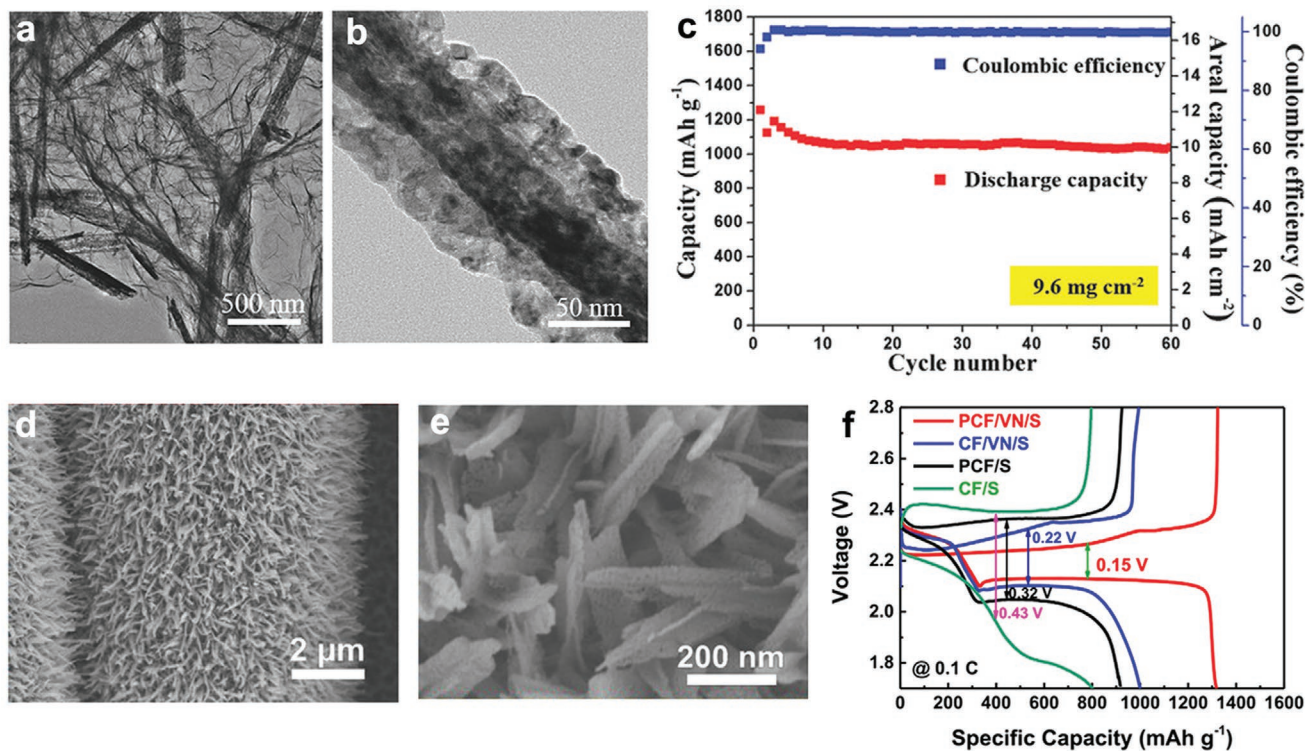 a
500 nm
b
50 nm
c
1800
1600
1400
1200
1000
800
600
400
200
0
Capacity (mAh g⁻¹)
Coulombic efficiency
Discharge capacity
9.6 mg cm⁻²
0 10 20 30 40 50 60
Cycle number
16
14
12
10
8
6
4
2
0
Areal capacity (mAh cm⁻²)
100
80
60
40
20
0
Coulombic efficiency (%)
d
2 µm
e
200 nm
f
2.8
2.6
2.4
2.2
2.0
1.8
Voltage (V)
PCF/VN/S
CF/VN/S
PCF/S
CF/S
0.22 V
0.15 V
0.32 V
0.43 V
@ 0.1 C
0 200 400 600 800 1000 1200 1400 1600
Specific Capacity (mAh g⁻¹)